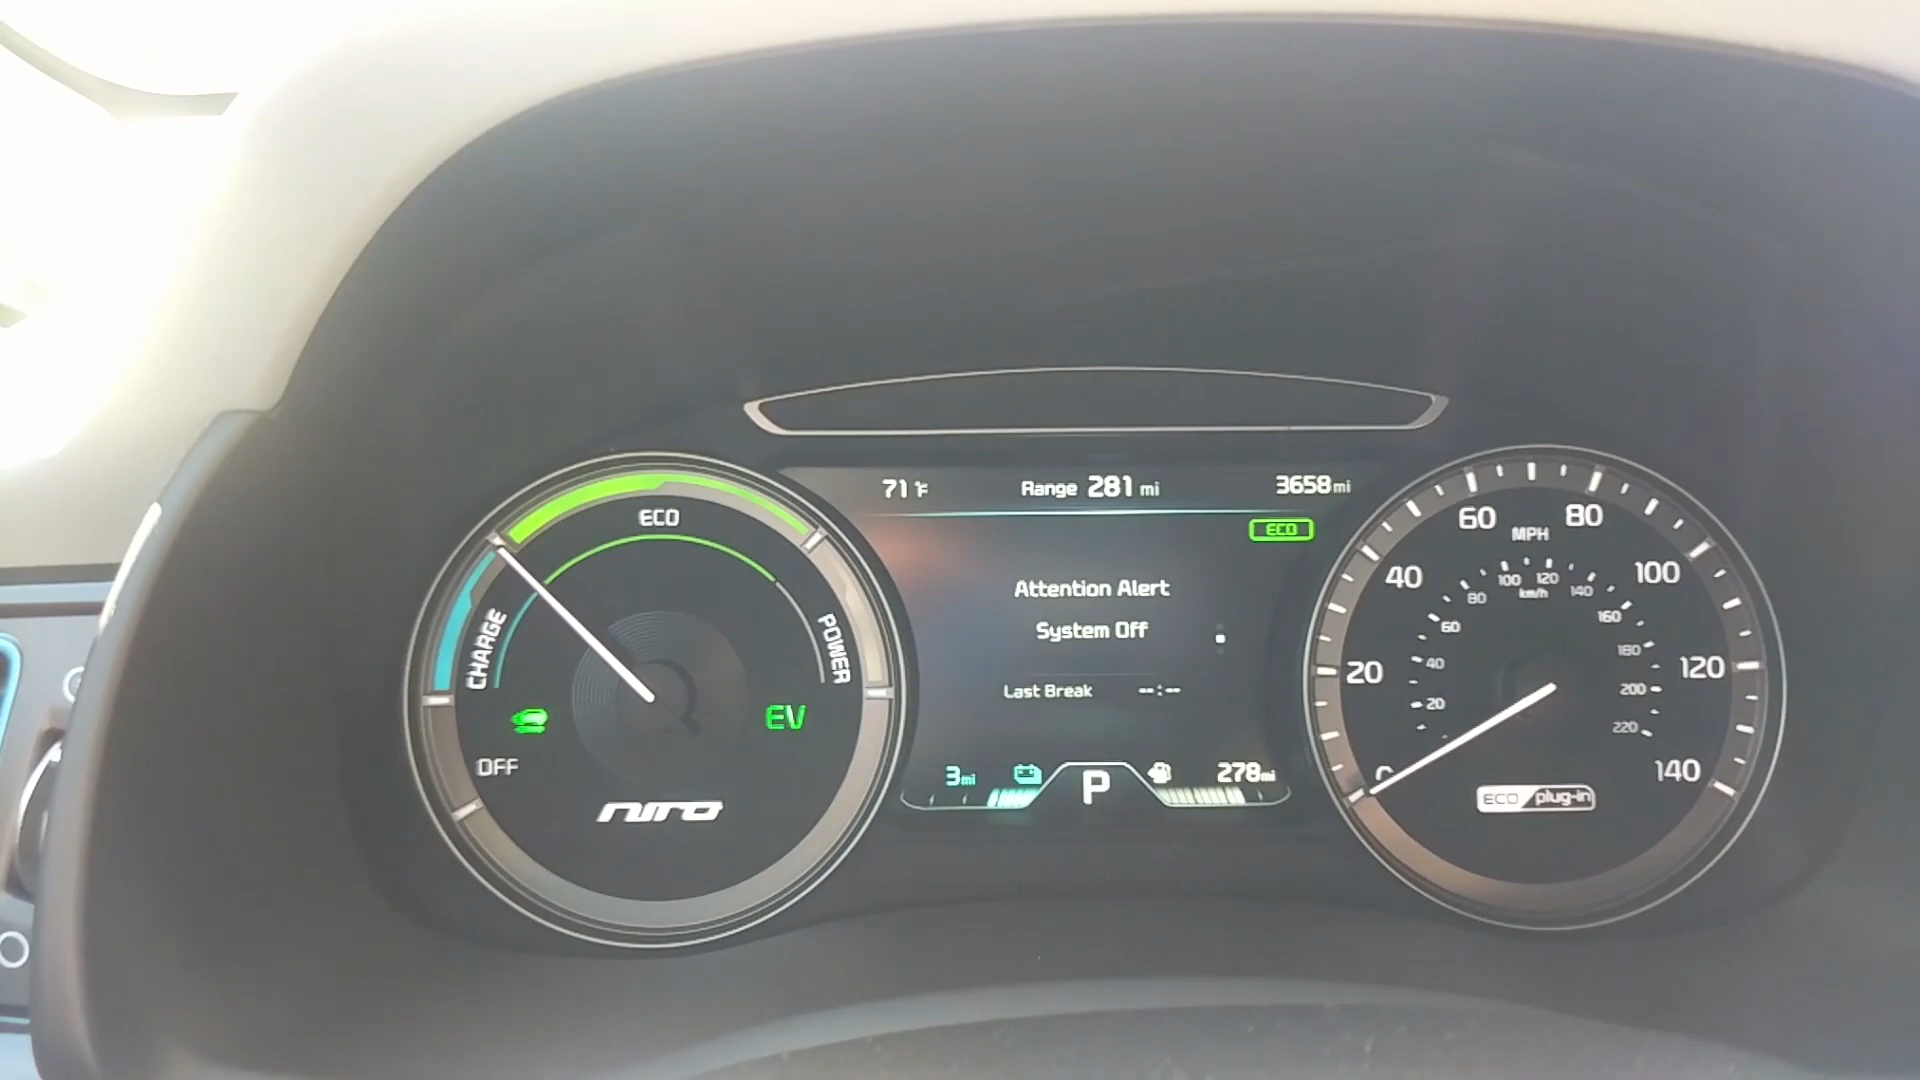 71°F Range 281 mi 3658 mi
ECO
ECO
Attention Alert
System Off
Last Break --:--
3 mi P 278 mi
CHARGE
POWER
EV
OFF
NIRO
20 40 60 80 100 120 140
MPH
20 40 60 80 100 120 140 160 180 200 220
km/h
ECO plug-in